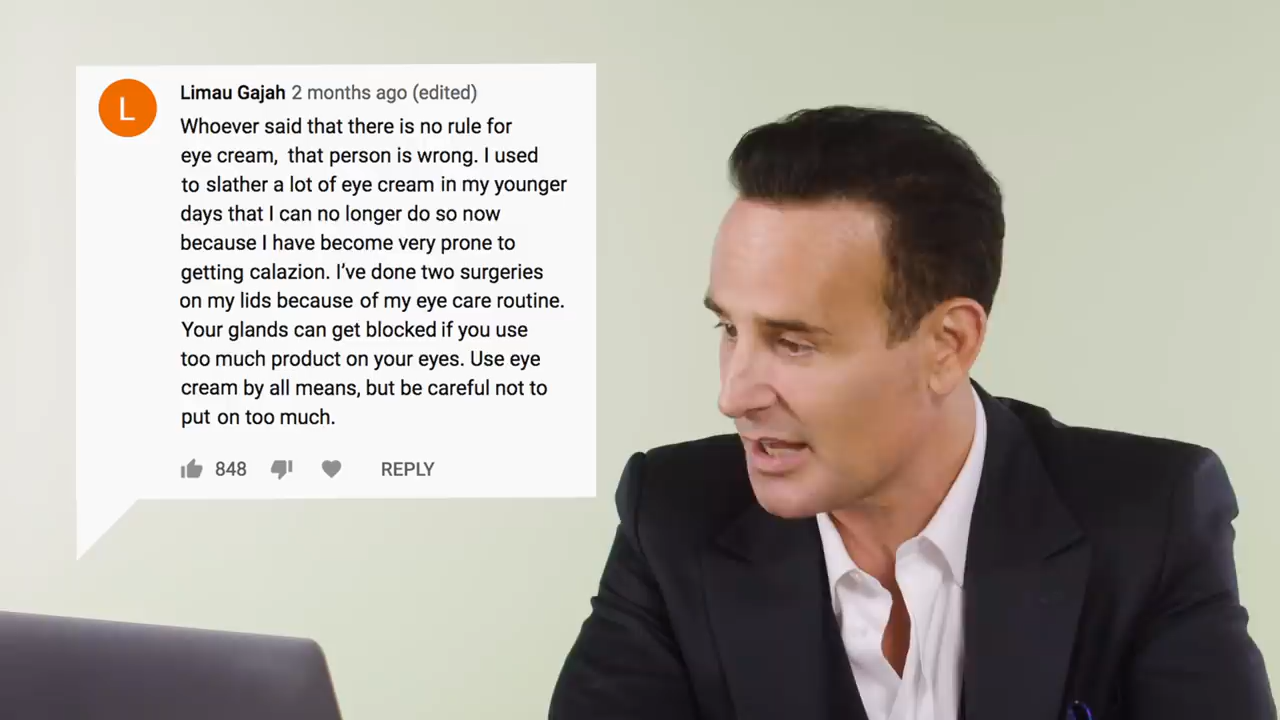 L
Limau Gajah 2 months ago (edited)
Whoever said that there is no rule for
eye cream,  that person is wrong. I used
to slather a lot of eye cream in my younger
days that I can no longer do so now
because I have become very prone to
getting calazion. I've done two surgeries
on my lids because of my eye care routine.
Your glands can get blocked if you use
too much product on your eyes. Use eye
cream by all means, but be careful not to
put on too much.
848 REPLY